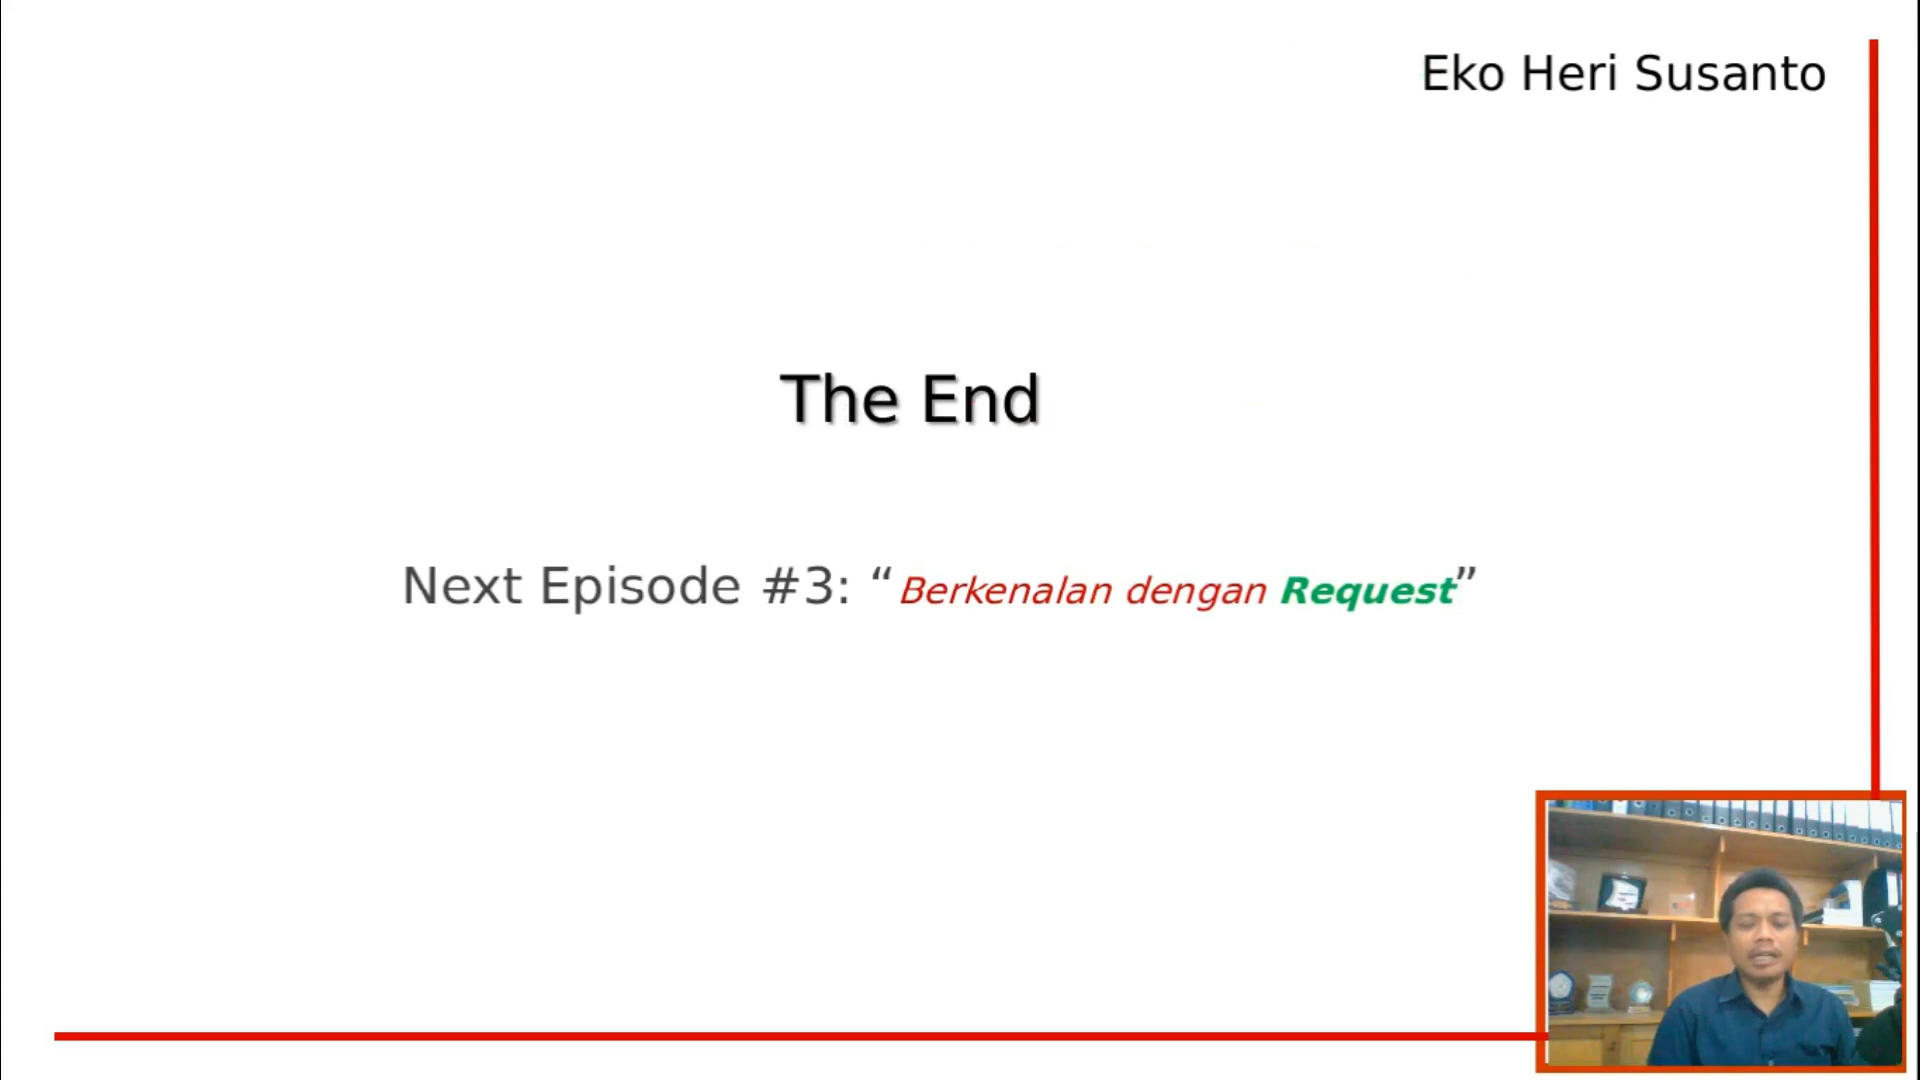 Eko Heri Susanto
The End
Next Episode #3: “Berkenalan dengan Request”